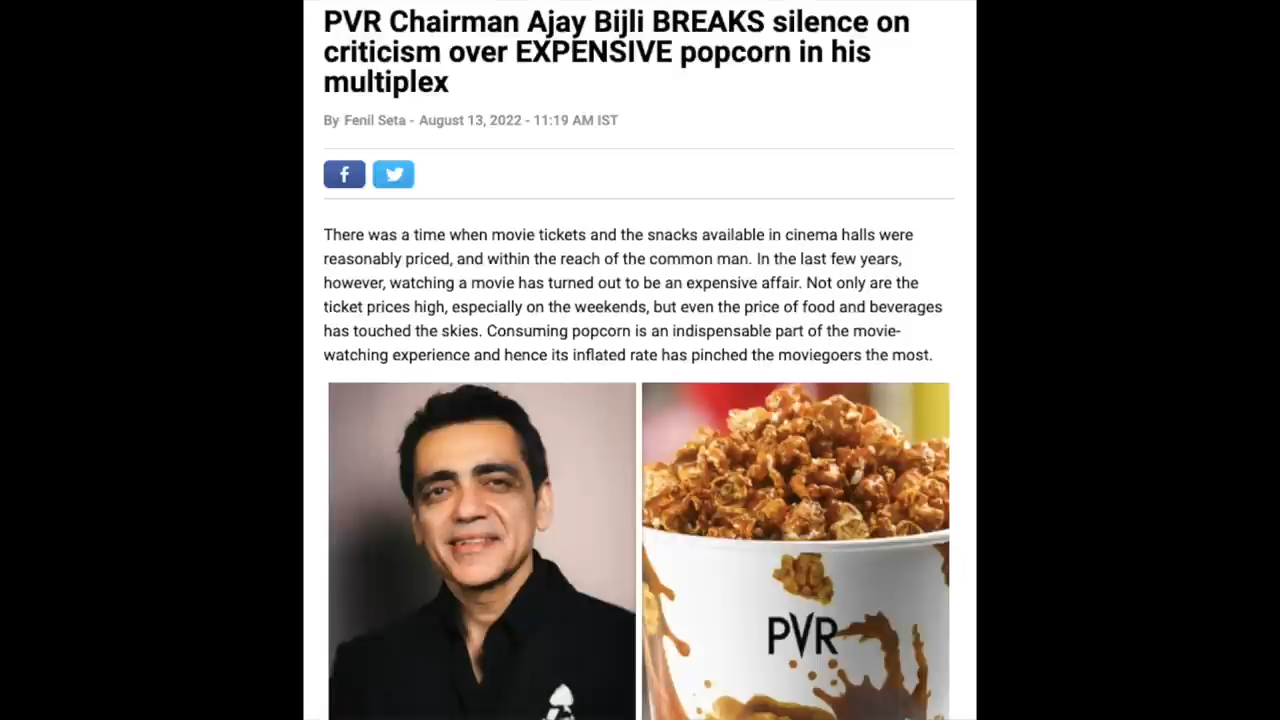 PVR Chairman Ajay Bijli BREAKS silence on
criticism over EXPENSIVE popcorn in his
multiplex
By Fenil Seta - August 13, 2022 - 11:19 AM IST
There was a time when movie tickets and the snacks available in cinema halls were
reasonably priced, and within the reach of the common man. In the last few years,
however, watching a movie has turned out to be an expensive affair. Not only are the
ticket prices high, especially on the weekends, but even the price of food and beverages
has touched the skies. Consuming popcorn is an indispensable part of the movie-
watching experience and hence its inflated rate has pinched the moviegoers the most.
PVR